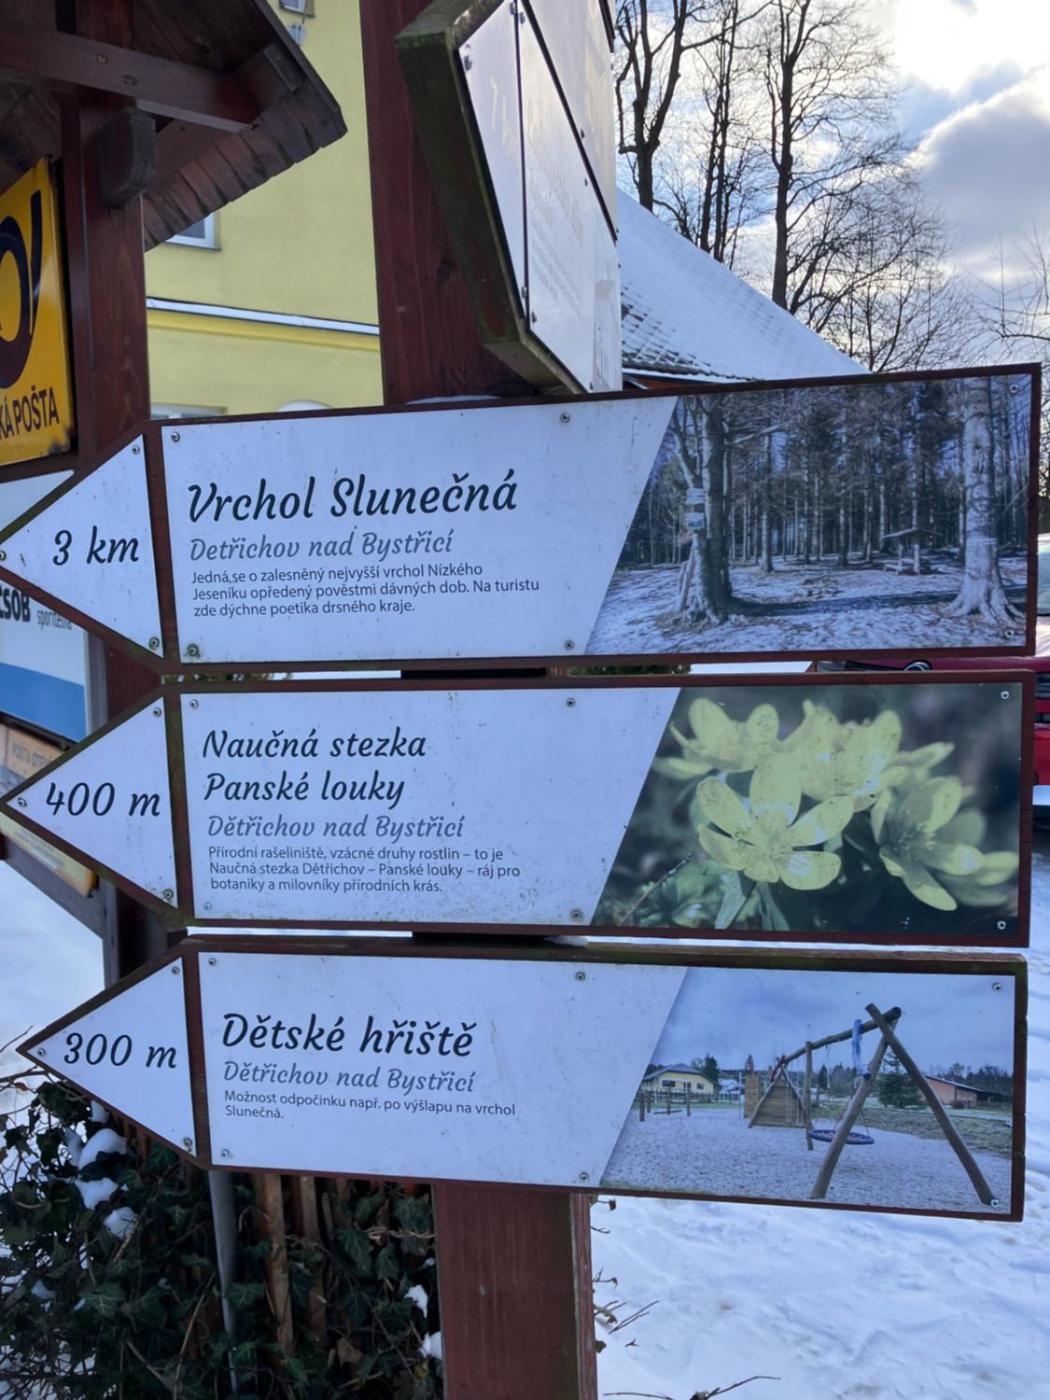 KÁ POŠTA
3 km
Vrchol Slunečná
Detřichov nad Bystřicí
Jedná se o zalesněný nejvyšší vrchol Nízkého
Jeseníku opředený pověstmi dávných dob. Na turistu
zde dýchne poetika drsného kraje.
ČSOB
400 m
Naučná stezka
Panské louky
Dětřichov nad Bystřicí
Přírodní rašeliniště, vzácné druhy rostlin – to je
Naučná stezka Dětřichov – Panské louky – ráj pro
botaniky a milovníky přírodních krás.
300 m
Dětské hřiště
Dětřichov nad Bystřicí
Možnost odpočinku např. po výšlapu na vrchol
Slunečná.